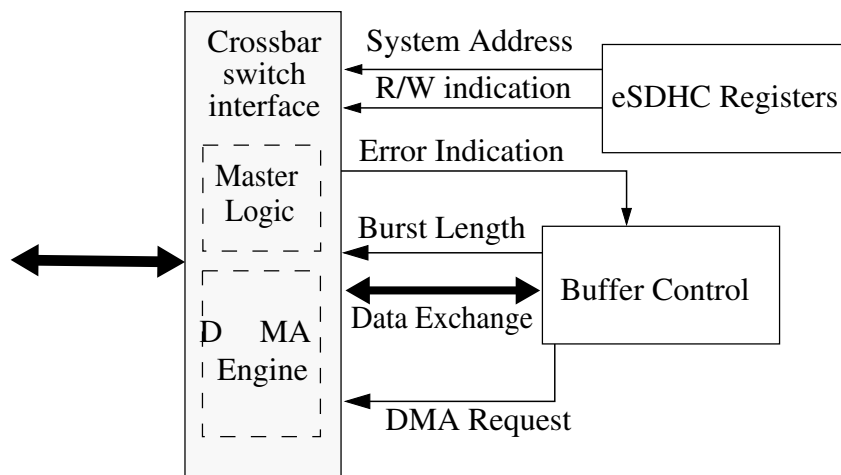 Crossbar
switch
interface
Master
Logic
D MA
Engine
System Address
R/W indication
eSDHC Registers
Error Indication
Burst Length
Data Exchange
Buffer Control
DMA Request